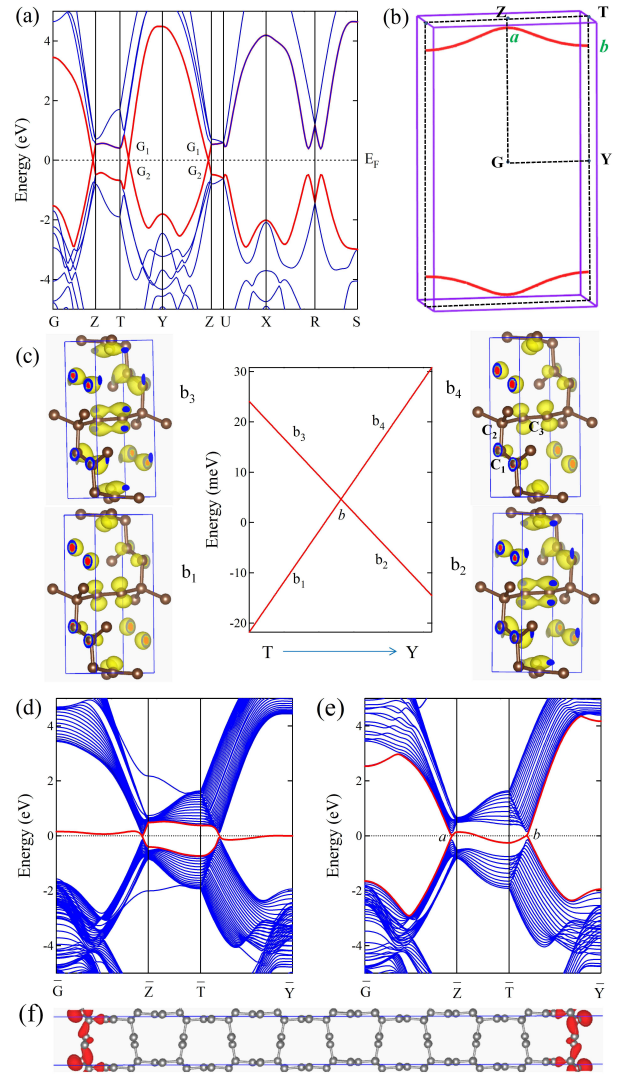 (a)
Energy (eV)
4
2
0
-2
-4
G₁
G₂
G₁
G₂
E_F
G Z T Y Z U X R S
(b)
Z T
a
b
G Y
(c)
b₃
b₁
Energy (meV)
30
20
10
0
-10
-20
b₃
b₄
b
b₁
b₂
T Y
b₄
b₂
C₂
C₃
C₁
(d)
Energy (eV)
4
2
0
-2
-4
G̅ Z̅ T̅ Y̅
(e)
Energy (eV)
4
2
0
-2
-4
a
b
G̅ Z̅ T̅ Y̅
(f)